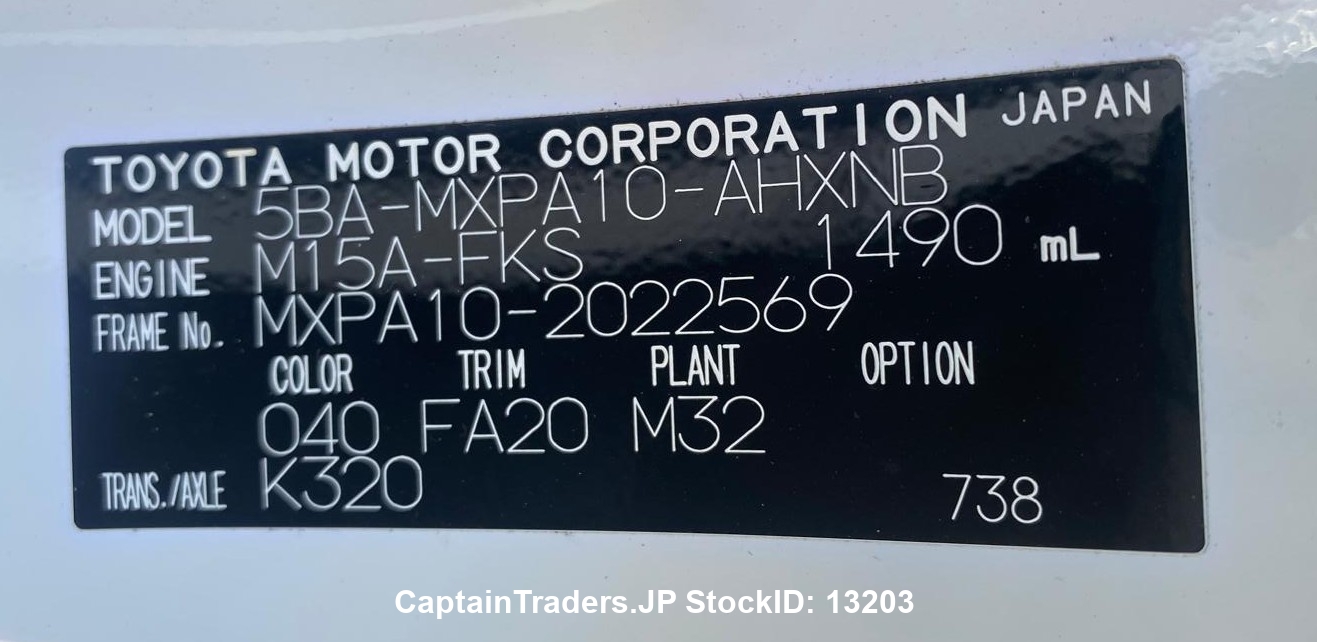 TOYOTA MOTOR CORPORATION JAPAN
MODEL 5BA-MXPA10-AHXNB
ENGINE M15A-FKS 1490 mL
FRAME No. MXPA10-2022569
COLOR TRIM PLANT OPTION
040 FA20 M32
TRANS./AXLE K320 738
CaptainTraders.JP StockID: 13203